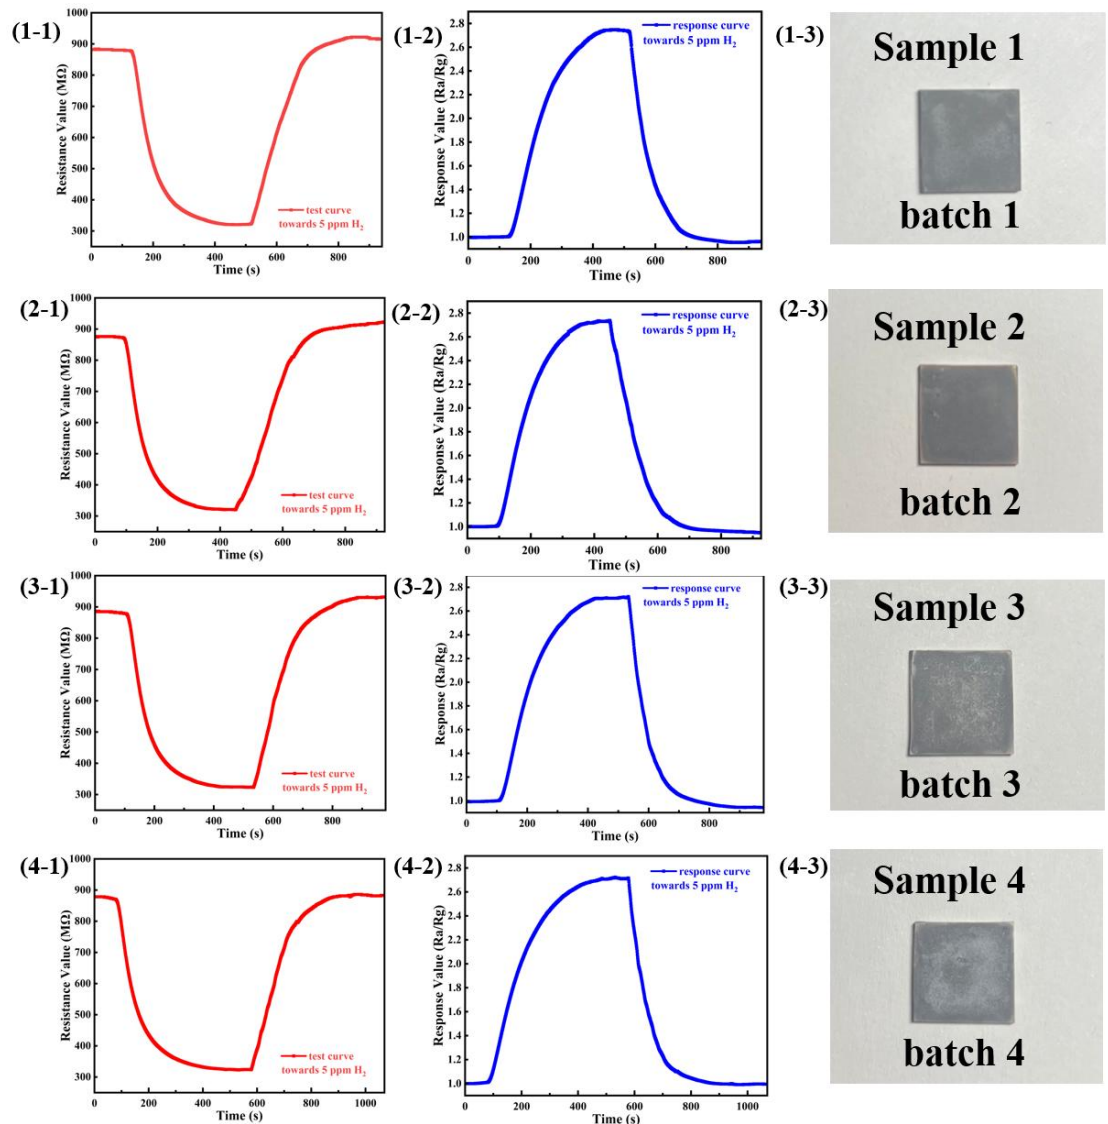 (1-1)
1000
900
800
700
600
500
400
300
Resistance Value (MΩ)
test curve
towards 5 ppm H₂
0 200 400 600 800
Time (s)
(1-2)
2.8
2.6
2.4
2.2
2.0
1.8
1.6
1.4
1.2
1.0
Response Value (Ra/Rg)
response curve
towards 5 ppm H₂
0 200 400 600 800
Time (s)
(1-3)
Sample 1
batch 1
(2-1)
1000
900
800
700
600
500
400
300
Resistance Value (MΩ)
test curve
towards 5 ppm H₂
0 200 400 600 800
Time (s)
(2-2)
2.8
2.6
2.4
2.2
2.0
1.8
1.6
1.4
1.2
1.0
Response Value (Ra/Rg)
response curve
towards 5 ppm H₂
0 200 400 600 800
Time (s)
(2-3)
Sample 2
batch 2
(3-1)
1000
900
800
700
600
500
400
300
Resistance Value (MΩ)
test curve
towards 5 ppm H₂
0 200 400 600 800
Time (s)
(3-2)
2.8
2.6
2.4
2.2
2.0
1.8
1.6
1.4
1.2
1.0
Response (Ra/Rg)
response curve
towards 5 ppm H₂
0 200 400 600 800
Time (s)
(3-3)
Sample 3
batch 3
(4-1)
1000
900
800
700
600
500
400
300
Resistance Value (MΩ)
test curve
towards 5 ppm H₂
0 200 400 600 800 1000
Time (s)
(4-2)
2.8
2.6
2.4
2.2
2.0
1.8
1.6
1.4
1.2
1.0
Response Value (Ra/Rg)
response curve
towards 5 ppm H₂
0 200 400 600 800 1000
Time (s)
(4-3)
Sample 4
batch 4